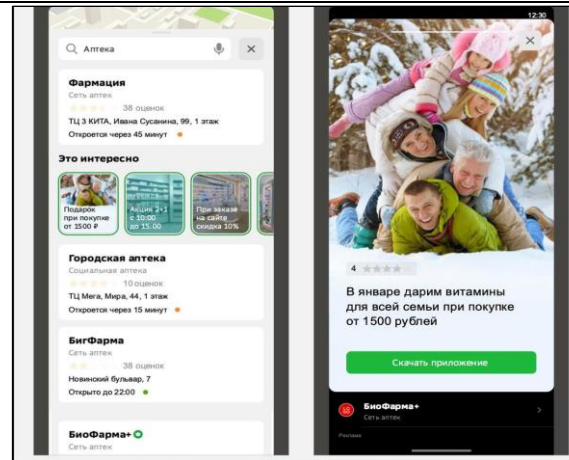 Аптека
Фармация
Сеть аптек
38 оценок
ТЦ 3 КИТА, Ивана Сусанина, 99, 1 этаж
Откроется через 45 минут
Это интересно
Подарок
при покупке
от 1500 ₽
Акция 2+1
с 10:00
до 15.00
При заказе
на сайте
скидка 10%
Городская аптека
Социальная аптека
10 оценок
ТЦ Мега, Мира, 44, 1 этаж
Откроется через 15 минут
БигФарма
Сеть аптек
38 оценок
Новинский бульвар, 7
Открыто до 22:00
БиоФарма+
Сеть аптек
12:30
4
В январе дарим витамины
для всей семьи при покупке
от 1500 рублей
Скачать приложение
БиоФарма+
Сеть аптек
Реклама